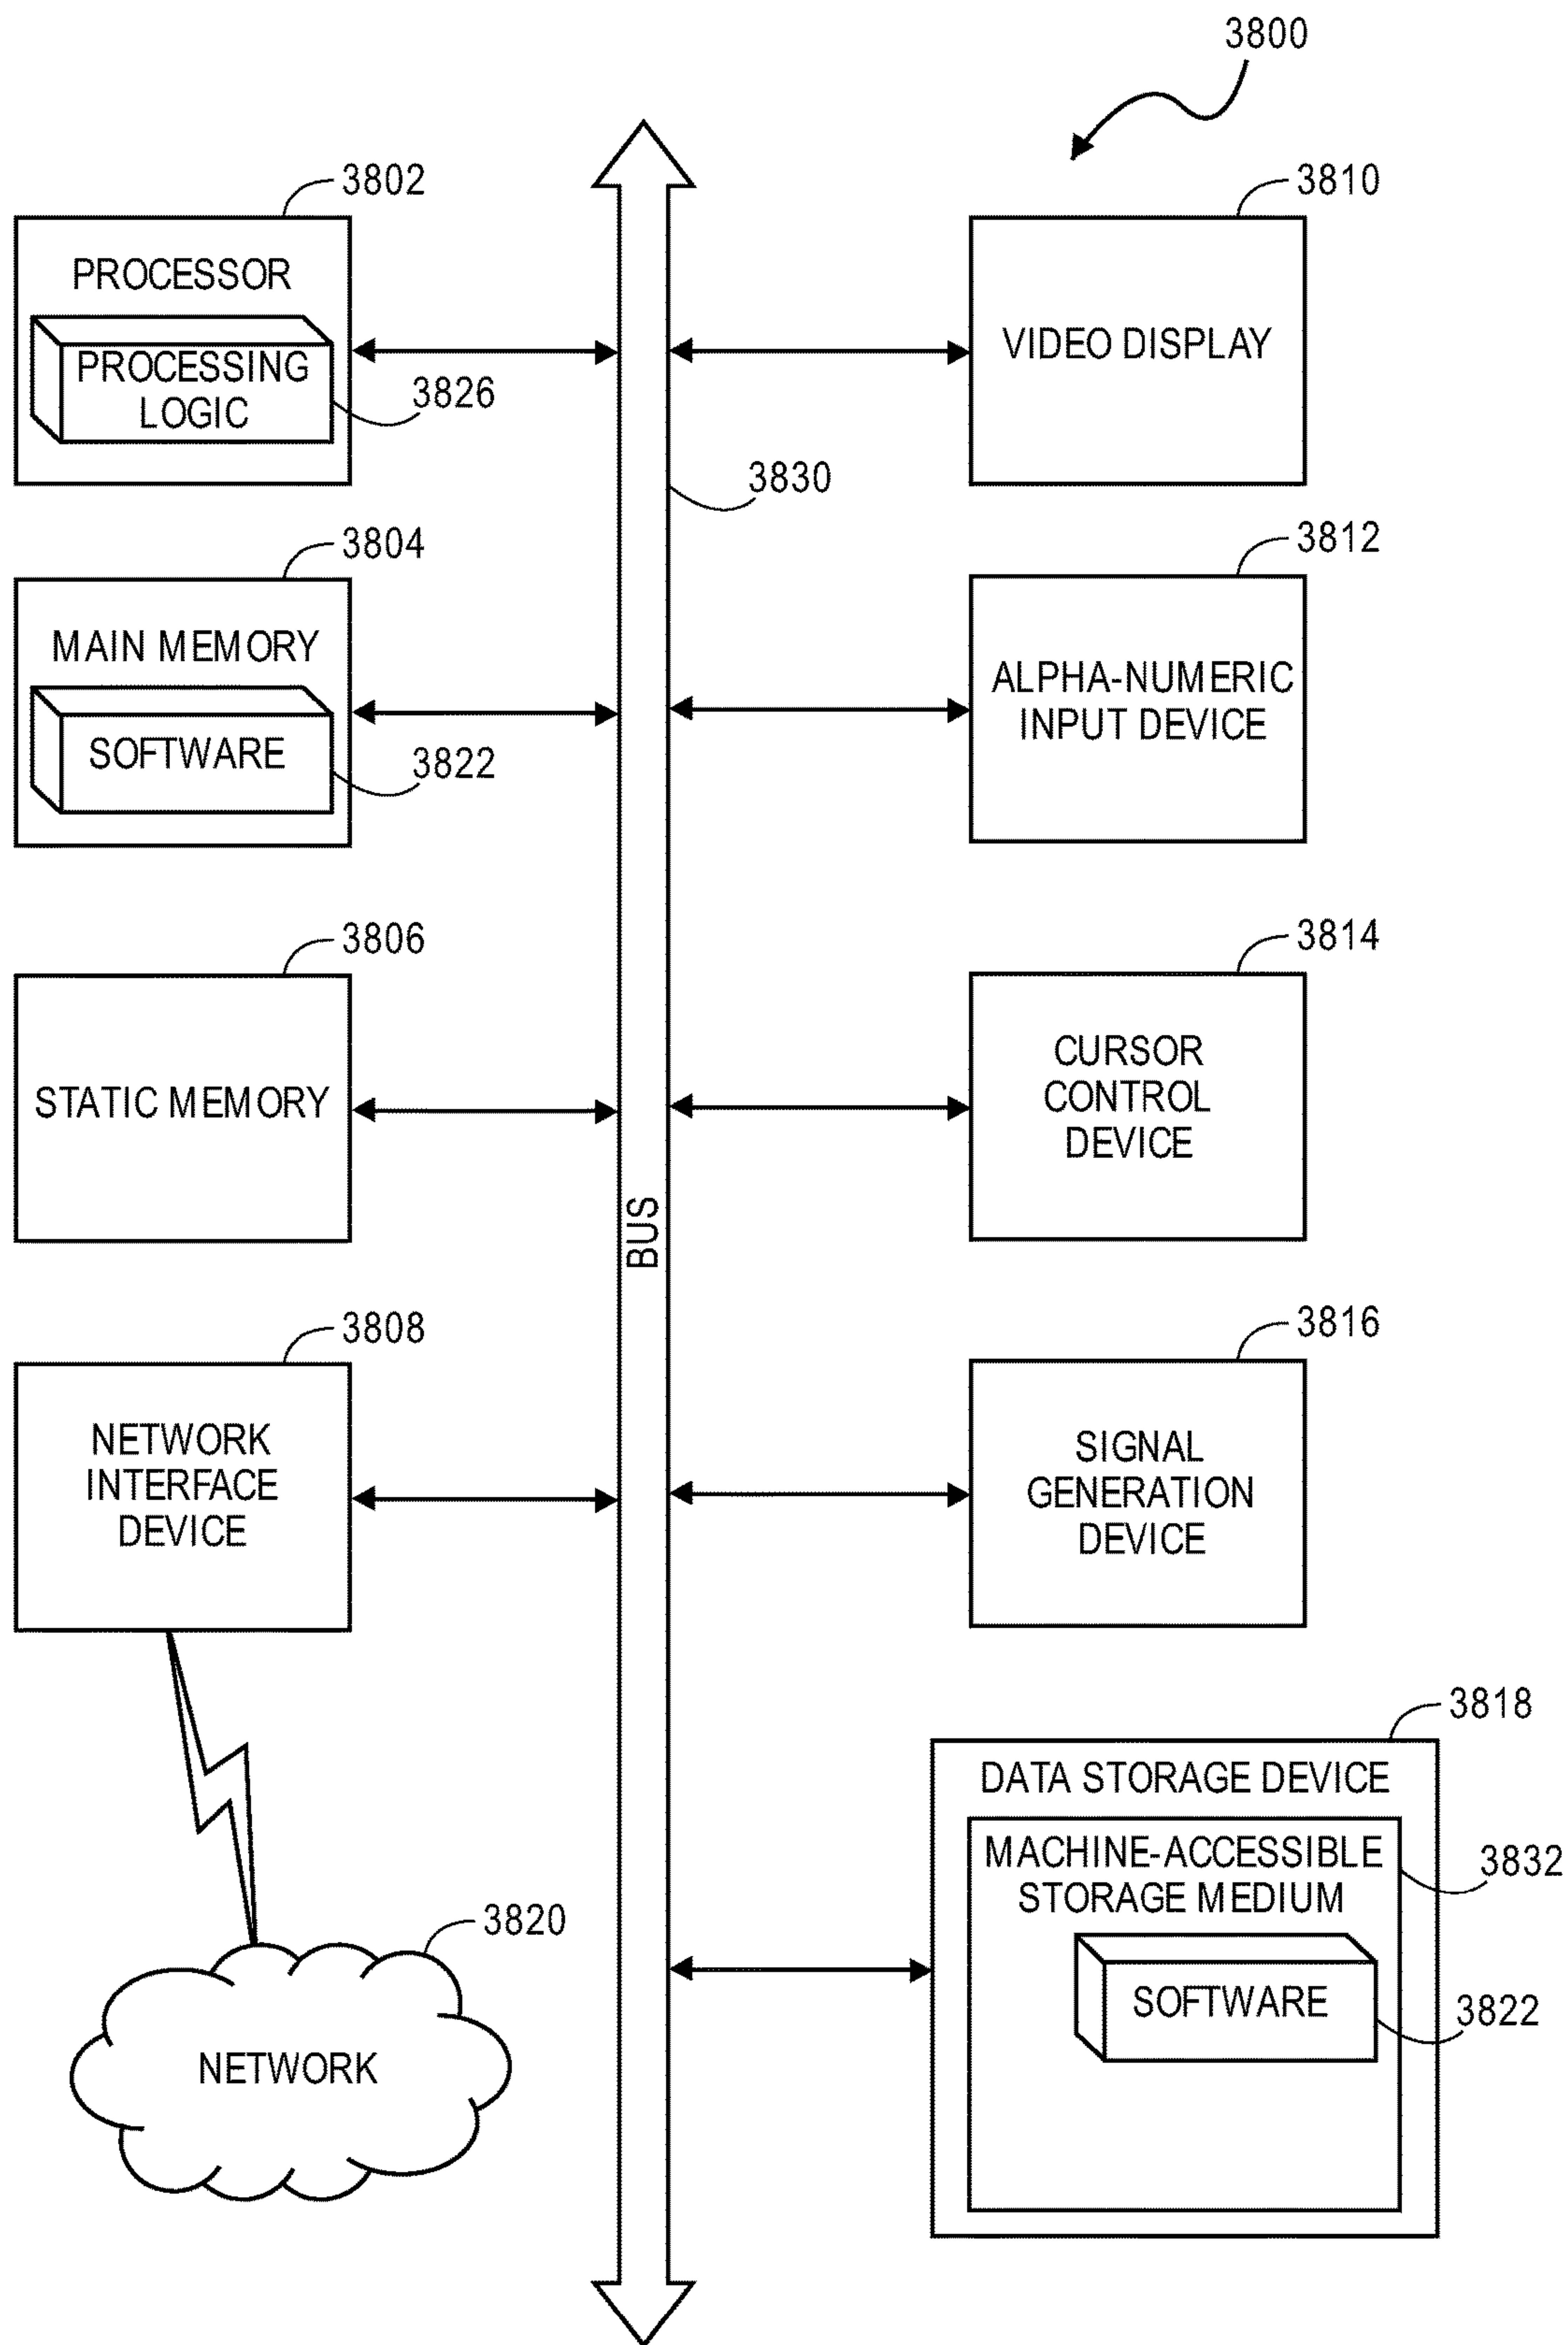 3800
3802
PROCESSOR
PROCESSING
LOGIC
3826
3810
VIDEO DISPLAY
3830
3804
MAIN MEMORY
SOFTWARE
3822
3812
ALPHA-NUMERIC
INPUT DEVICE
3806
STATIC MEMORY
3814
CURSOR
CONTROL
DEVICE
BUS
3808
NETWORK
INTERFACE
DEVICE
3816
SIGNAL
GENERATION
DEVICE
3818
DATA STORAGE DEVICE
MACHINE-ACCESSIBLE
STORAGE MEDIUM
3832
SOFTWARE
3822
3820
NETWORK